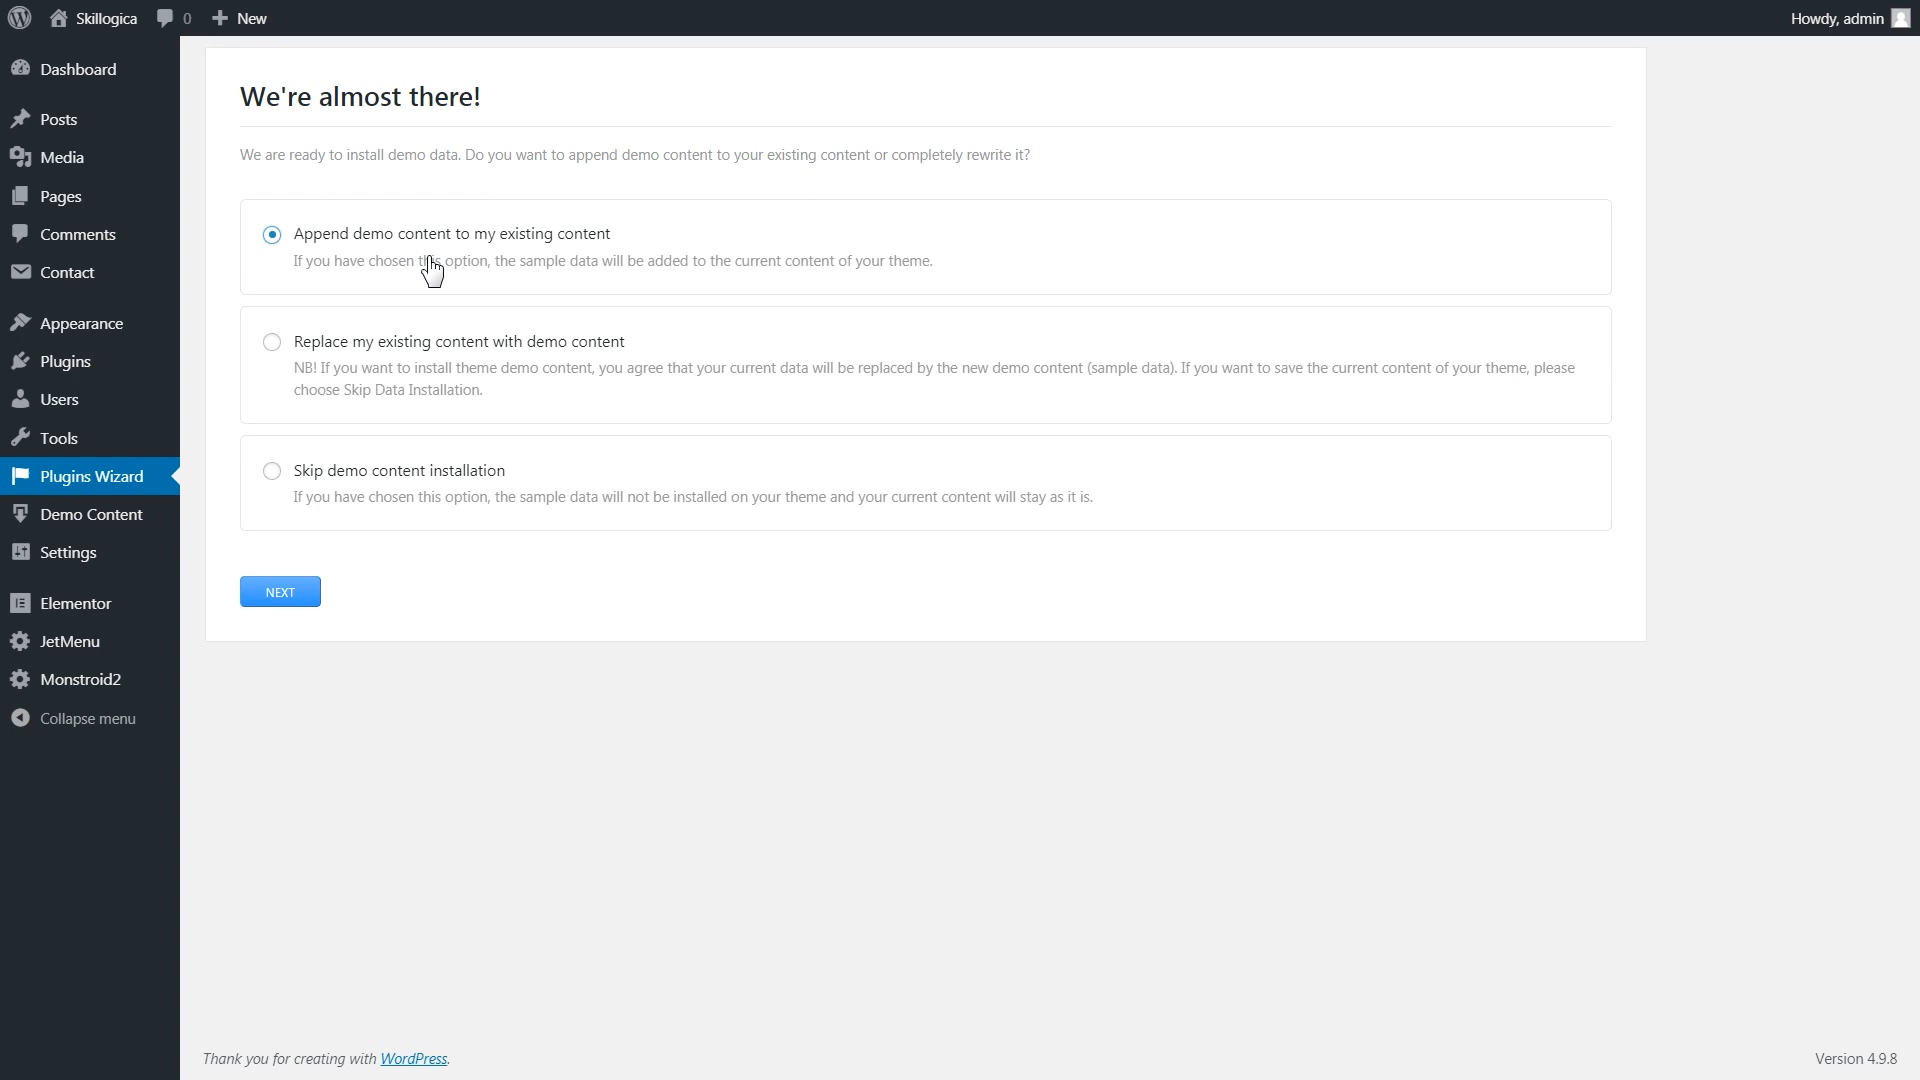 Skillogica
0
New
Howdy, admin
Dashboard
Posts
Media
Pages
Comments
Contact
Appearance
Plugins
Users
Tools
Plugins Wizard
Demo Content
Settings
Elementor
JetMenu
Monstroid2
Collapse menu
We're almost there!
We are ready to install demo data. Do you want to append demo content to your existing content or completely rewrite it?
Append demo content to my existing content
If you have chosen this option, the sample data will be added to the current content of your theme.
Replace my existing content with demo content
NB! If you want to install theme demo content, you agree that your current data will be replaced by the new demo content (sample data). If you want to save the current content of your theme, please
choose Skip Data Installation.
Skip demo content installation
If you have chosen this option, the sample data will not be installed on your theme and your current content will stay as it is.
NEXT
Thank you for creating with WordPress.
Version 4.9.8